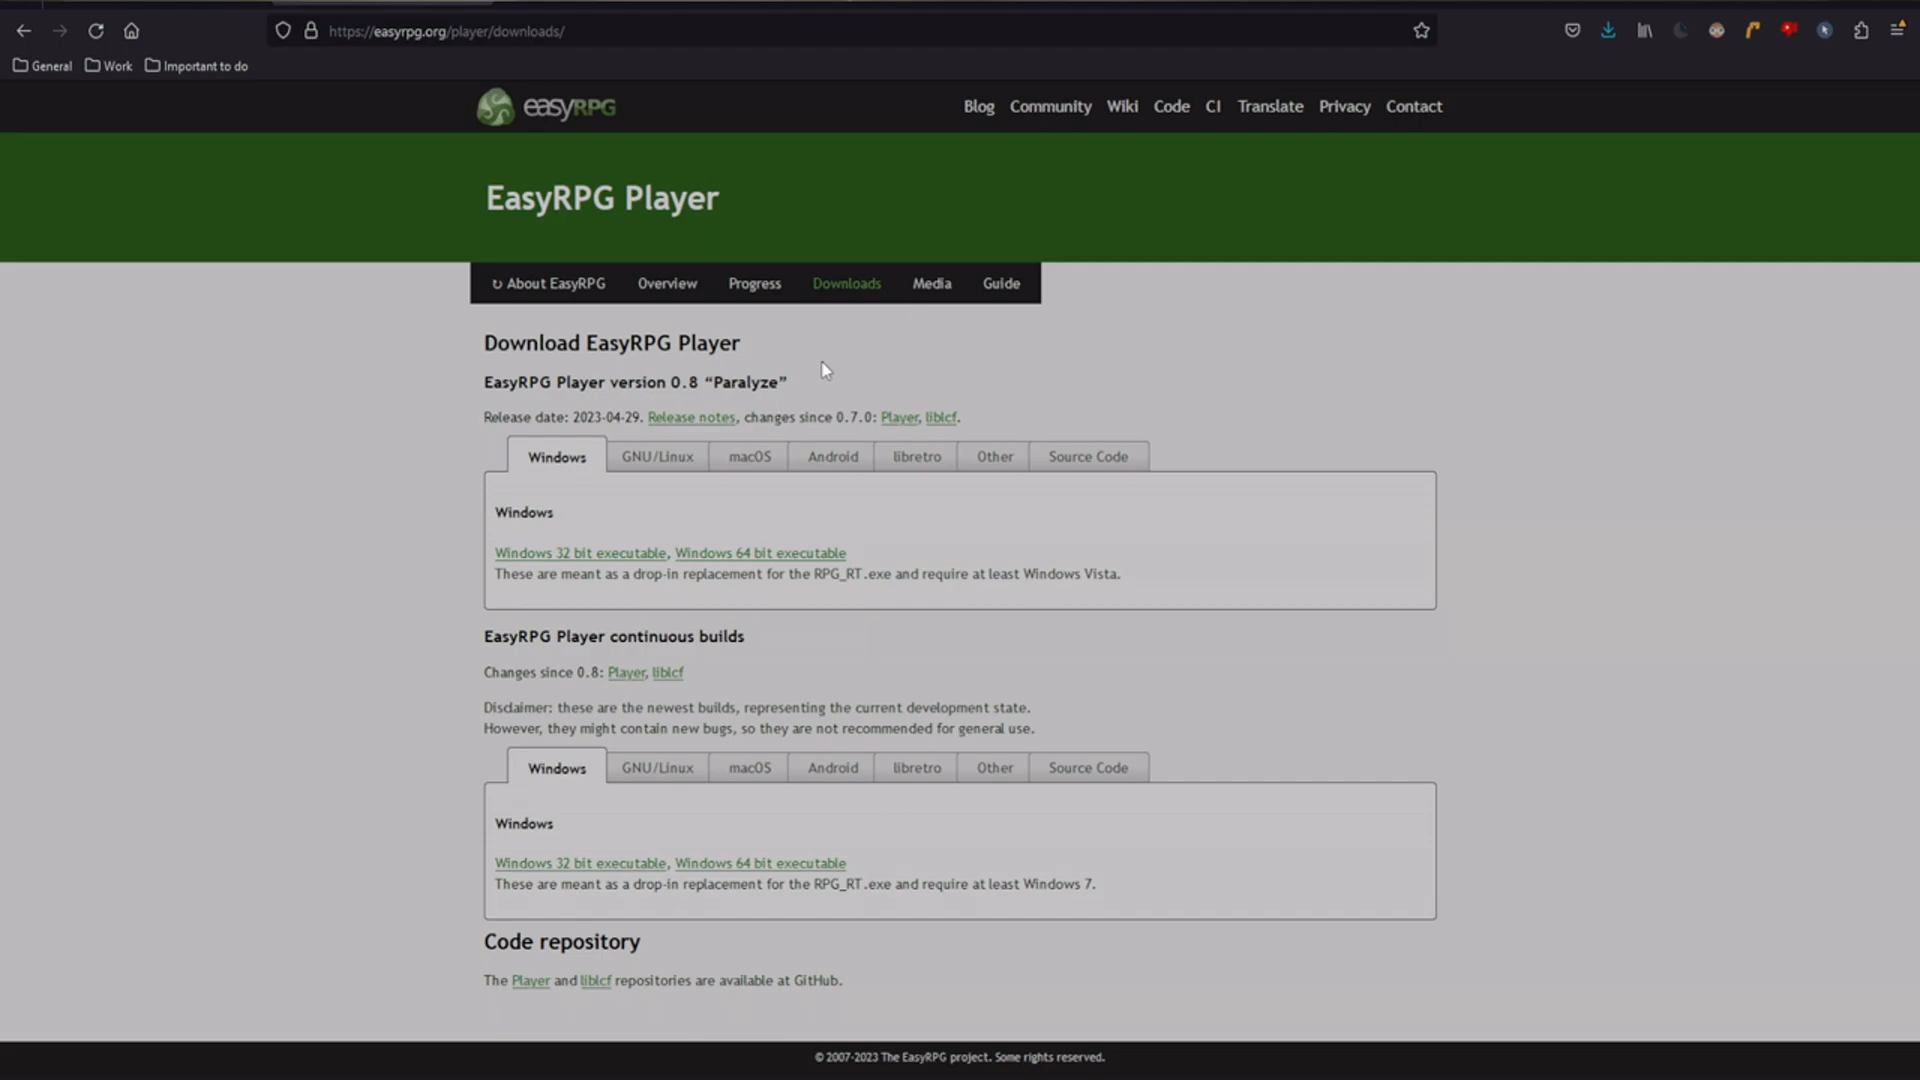 https://easyrpg.org/player/downloads/
General Work Important to do
easyRPG
Blog Community Wiki Code CI Translate Privacy Contact
EasyRPG Player
↻ About EasyRPG Overview Progress Downloads Media Guide
Download EasyRPG Player
EasyRPG Player version 0.8 “Paralyze”
Release date: 2023-04-29. Release notes, changes since 0.7.0: Player, liblcf.
Windows GNU/Linux macOS Android libretro Other Source Code
Windows
Windows 32 bit executable, Windows 64 bit executable
These are meant as a drop-in replacement for the RPG_RT.exe and require at least Windows Vista.
EasyRPG Player continuous builds
Changes since 0.8: Player, liblcf
Disclaimer: these are the newest builds, representing the current development state.
However, they might contain new bugs, so they are not recommended for general use.
Windows GNU/Linux macOS Android libretro Other Source Code
Windows
Windows 32 bit executable, Windows 64 bit executable
These are meant as a drop-in replacement for the RPG_RT.exe and require at least Windows 7.
Code repository
The Player and liblcf repositories are available at GitHub.
© 2007-2023 The EasyRPG project. Some rights reserved.